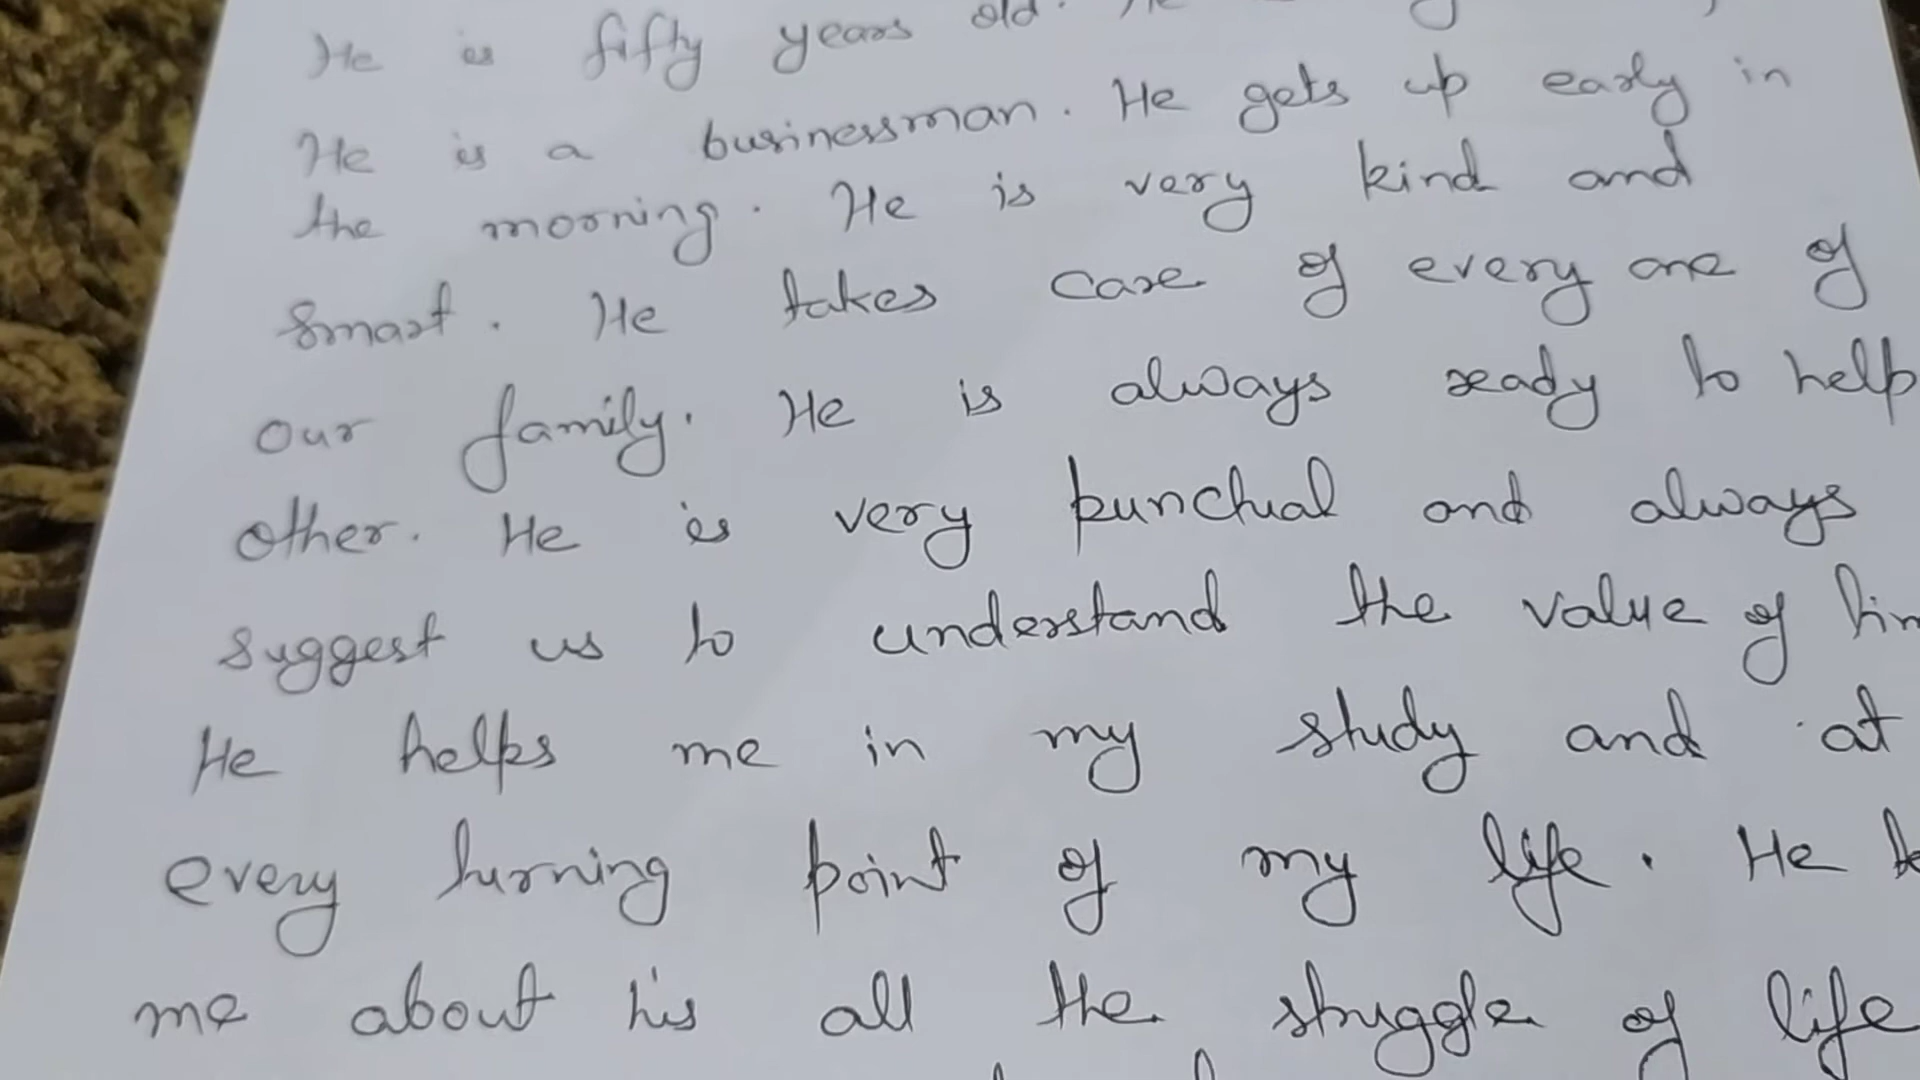 He is fifty years old. He
He is a businessman. He gets up early in
the morning. He is very kind and
smart. He takes care of every one of
our family. He is always ready to help
other. He is very punctual and always
suggest us to understand the value of
He helps me in my study and at
every turning point of my life. He
me about his all the struggle of life